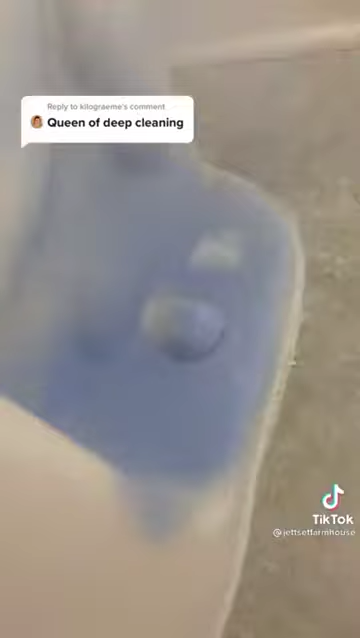 Reply to kilograeme's comment
Queen of deep cleaning
TikTok
@jettsetfarmhouse